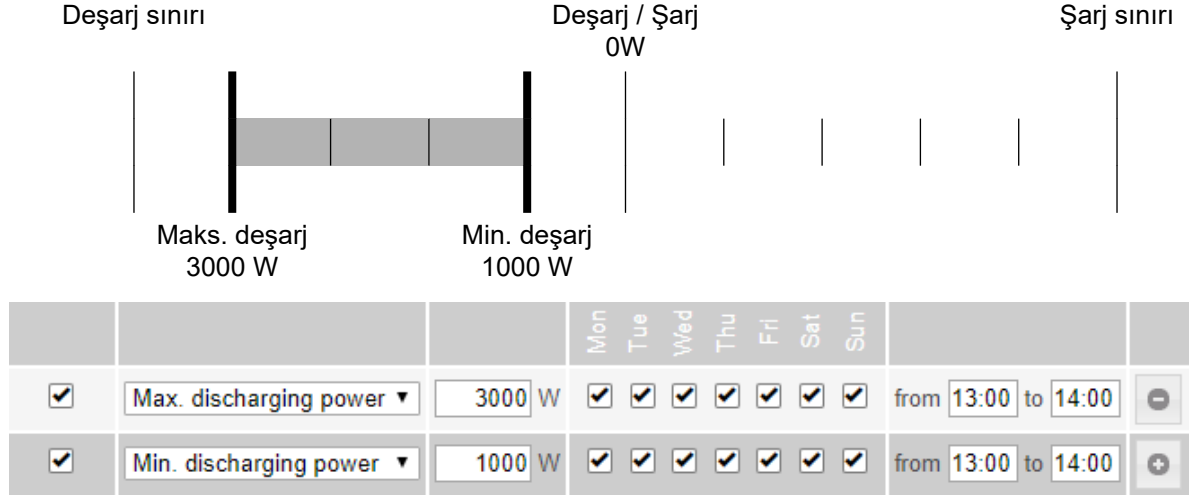 Deşarj sınırı Deşarj / Şarj Şarj sınırı
0W
Maks. deşarj Min. deşarj
3000 W 1000 W
Mon Tue Wed Thu Fri Sat Sun
Max. discharging power 3000 W from 13:00 to 14:00
Min. discharging power 1000 W from 13:00 to 14:00